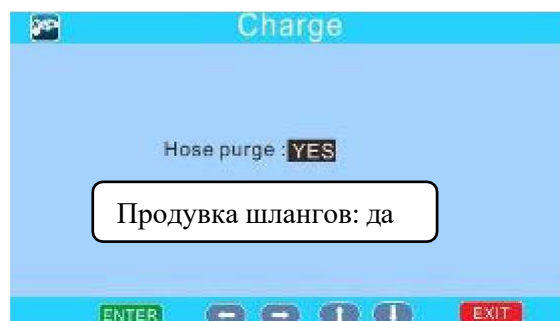 Charge
Hose purge : YES
Продувка шлангов: да
ENTER
EXIT